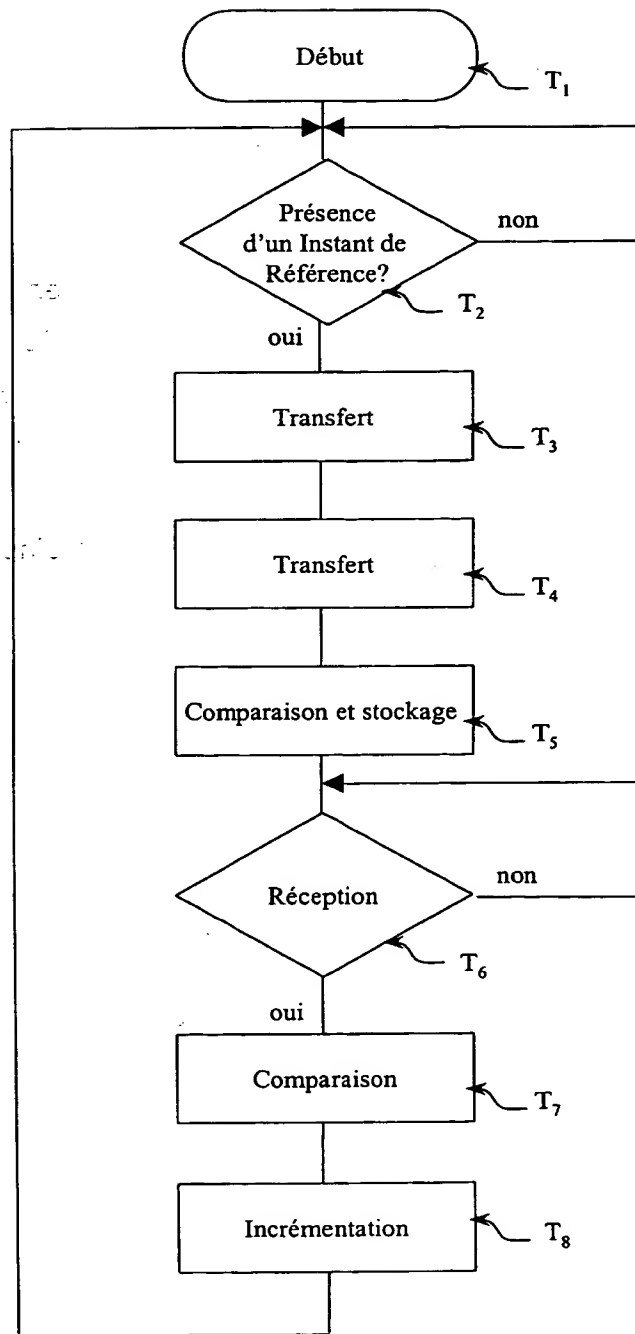 Début
T₁
Présence
d'un Instant de
Référence?
non
T₂
oui
Transfert
T₃
Transfert
T₄
Comparaison et stockage
T₅
Réception
non
T₆
oui
Comparaison
T₇
Incrémentation
T₈